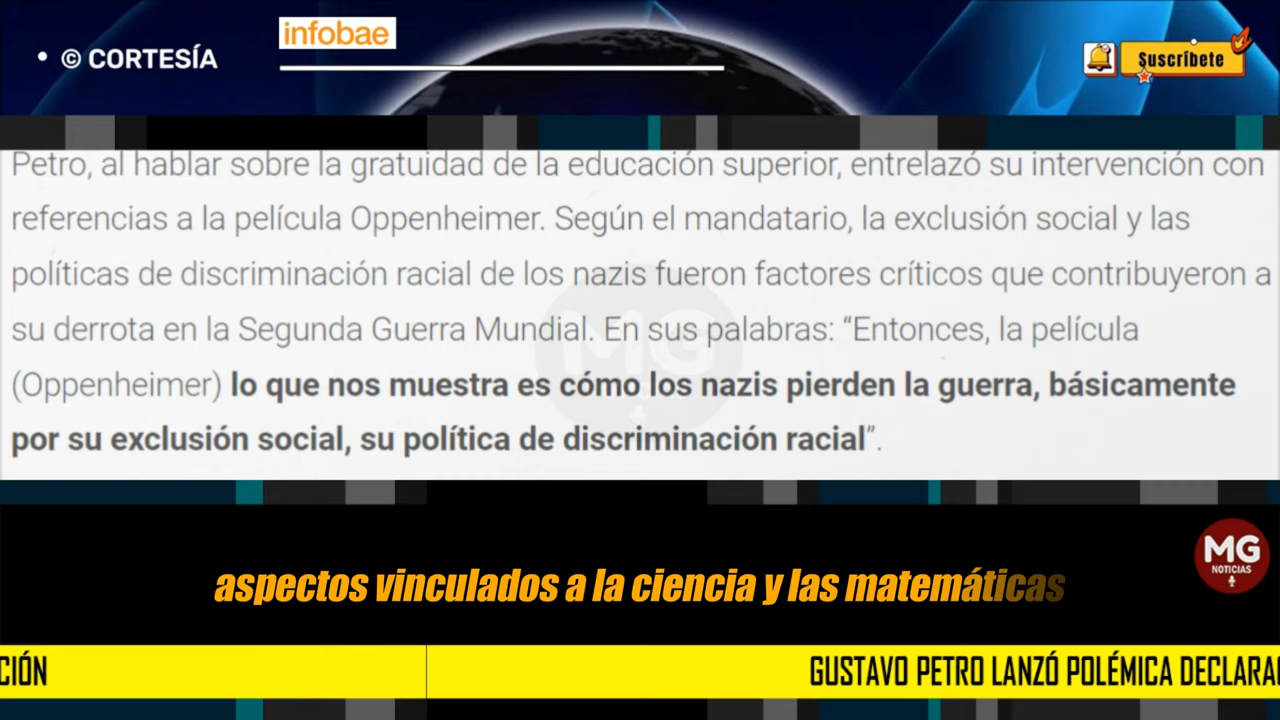 infobae
• © CORTESÍA
Suscríbete
Petro, al hablar sobre la gratuidad de la educación superior, entrelazó su intervención con
referencias a la película Oppenheimer. Según el mandatario, la exclusión social y las
políticas de discriminación racial de los nazis fueron factores críticos que contribuyeron a
su derrota en la Segunda Guerra Mundial. En sus palabras: “Entonces, la película
(Oppenheimer) lo que nos muestra es cómo los nazis pierden la guerra, básicamente
por su exclusión social, su política de discriminación racial”.
MG
aspectos vinculados a la ciencia y las matemáticas
MG
NOTICIAS
CIÓN
GUSTAVO PETRO LANZÓ POLÉMICA DECLARA